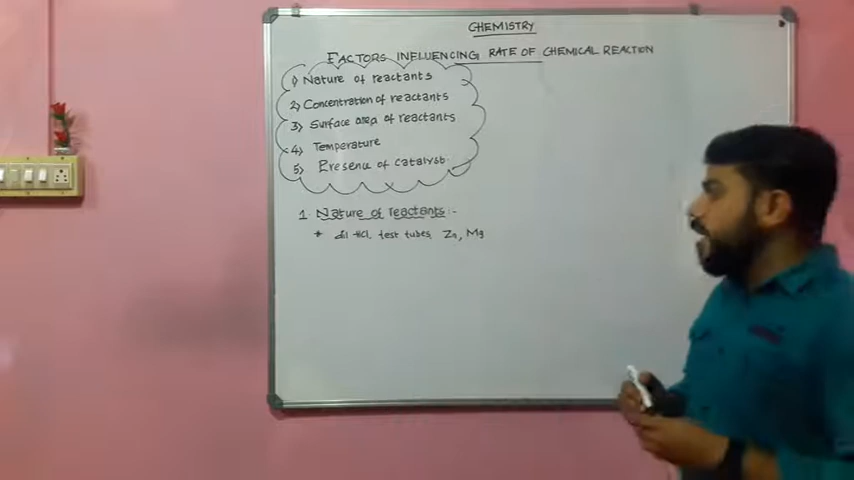 CHEMISTRY
FACTORS INFLUENCING RATE OF CHEMICAL REACTION
1) Nature of reactants
2) Concentration of reactants
3) Surface area of reactants
4) Temperature
5) Presence of catalyst
1 Nature of reactants :-
* dil HCl, test tubes, Zn, Mg